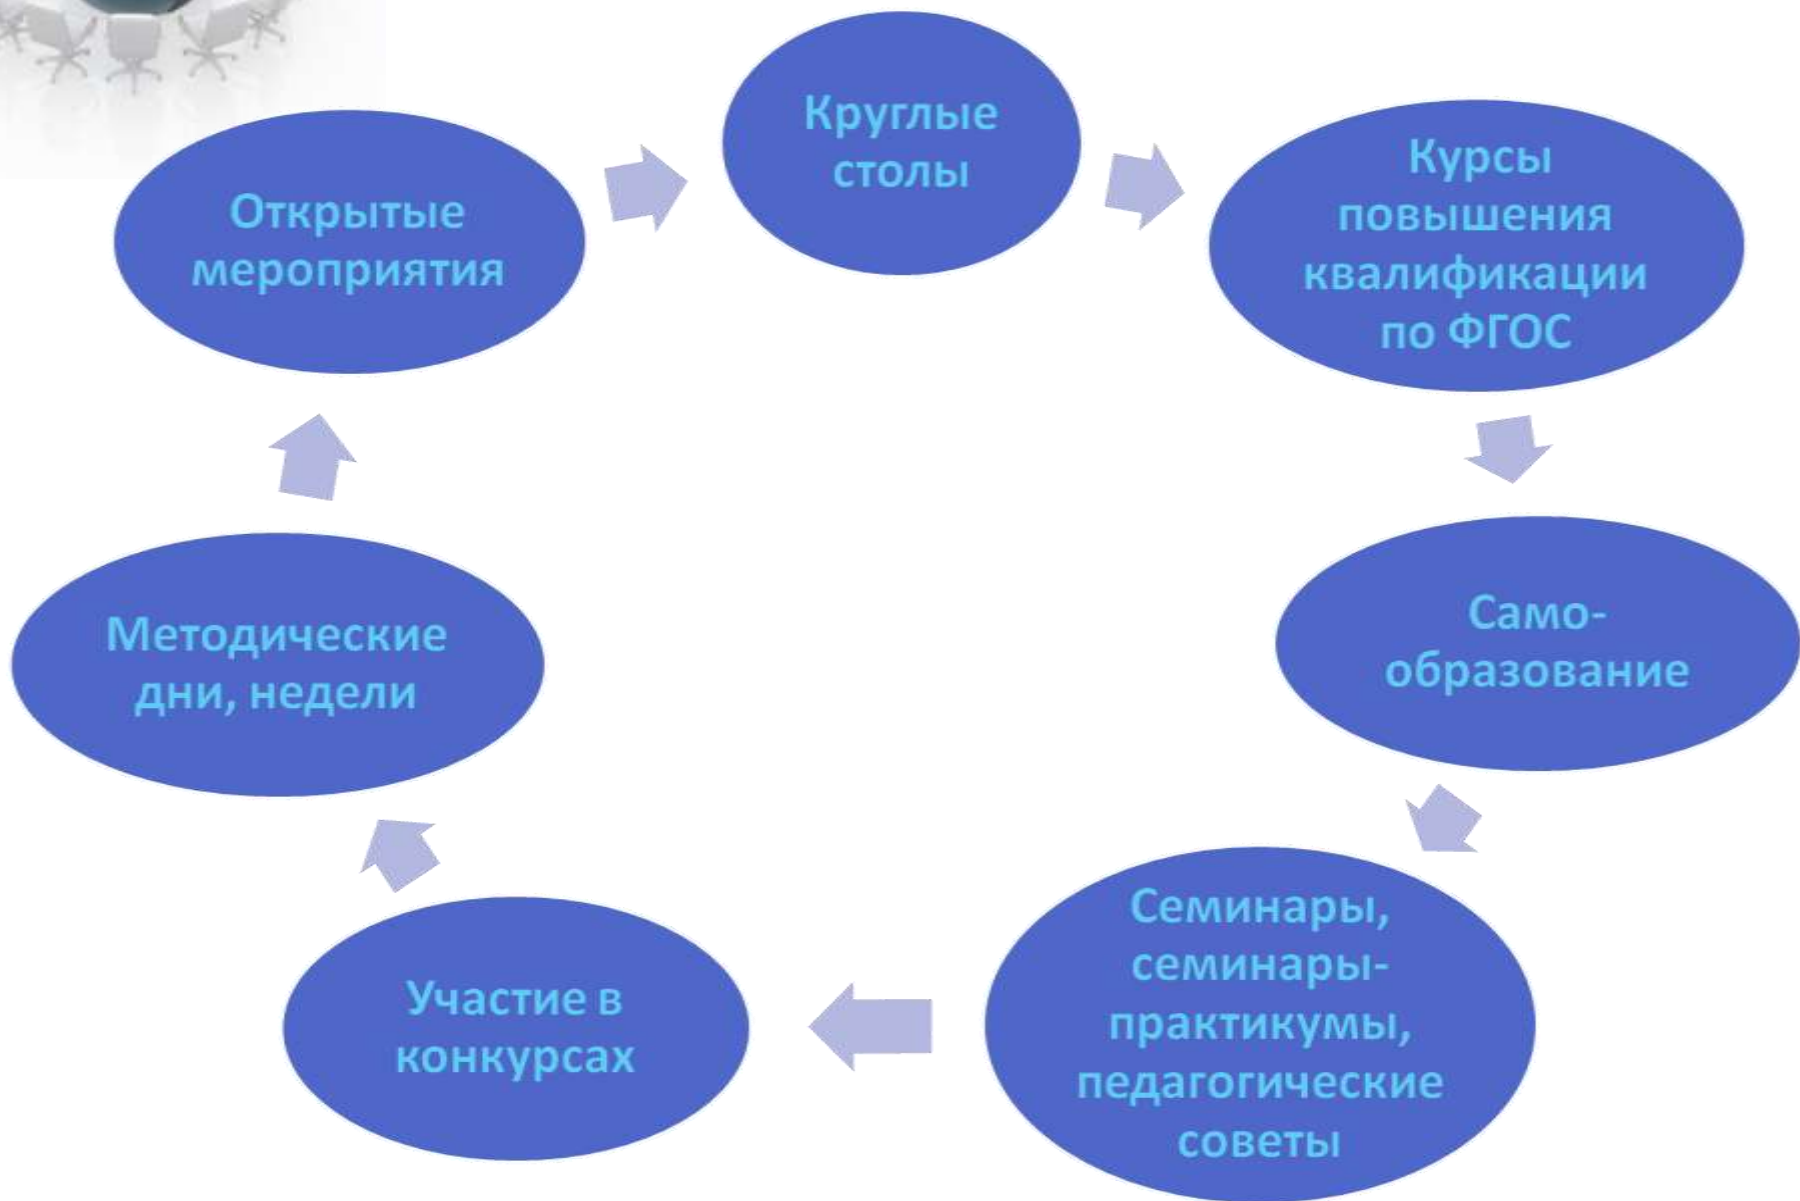 Круглые
столы
Курсы
повышения
квалификации
по ФГОС
Само-
образование
Семинары,
семинары-
практикумы,
педагогические
советы
Участие в
конкурсах
Методические
дни, недели
Открытые
мероприятия